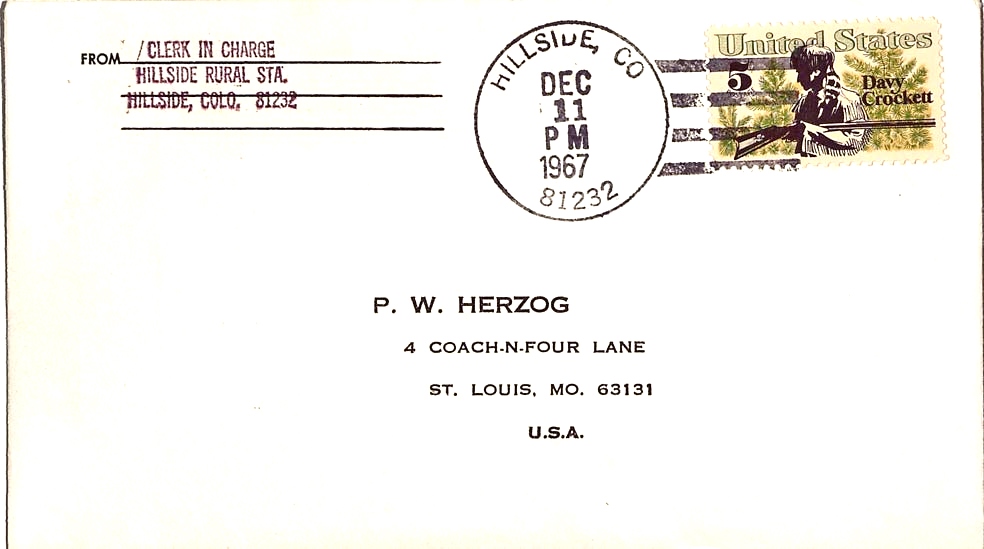 FROM
/CLERK IN CHARGE
HILLSIDE RURAL STA.
HILLSIDE, COLO. 81232
HILLSIDE, CO
DEC
11
PM
1967
81232
United States
5
Davy
Crockett
P. W. HERZOG
4 COACH-N-FOUR LANE
ST. LOUIS, MO. 63131
U.S.A.